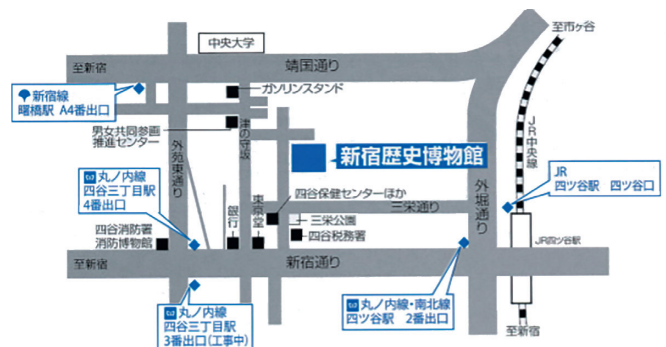 至市ヶ谷
中央大学
至新宿
靖国通り
新宿線
曙橋駅 A4番出口
ガソリンスタンド
男女共同参画
推進センター
外苑東通り
津の守坂
新宿歴史博物館
JR中央線
外堀通り
JR
四ツ谷駅 四ツ谷口
丸ノ内線
四谷三丁目駅
4番出口
四谷保健センターほか
三栄通り
三栄公園
四谷税務署
銀行
東京堂
四谷消防署
消防博物館
至新宿
新宿通り
JR四ツ谷駅
丸ノ内線
四谷三丁目駅
3番出口(工事中)
丸ノ内線・南北線
四ツ谷駅 2番出口
至新宿